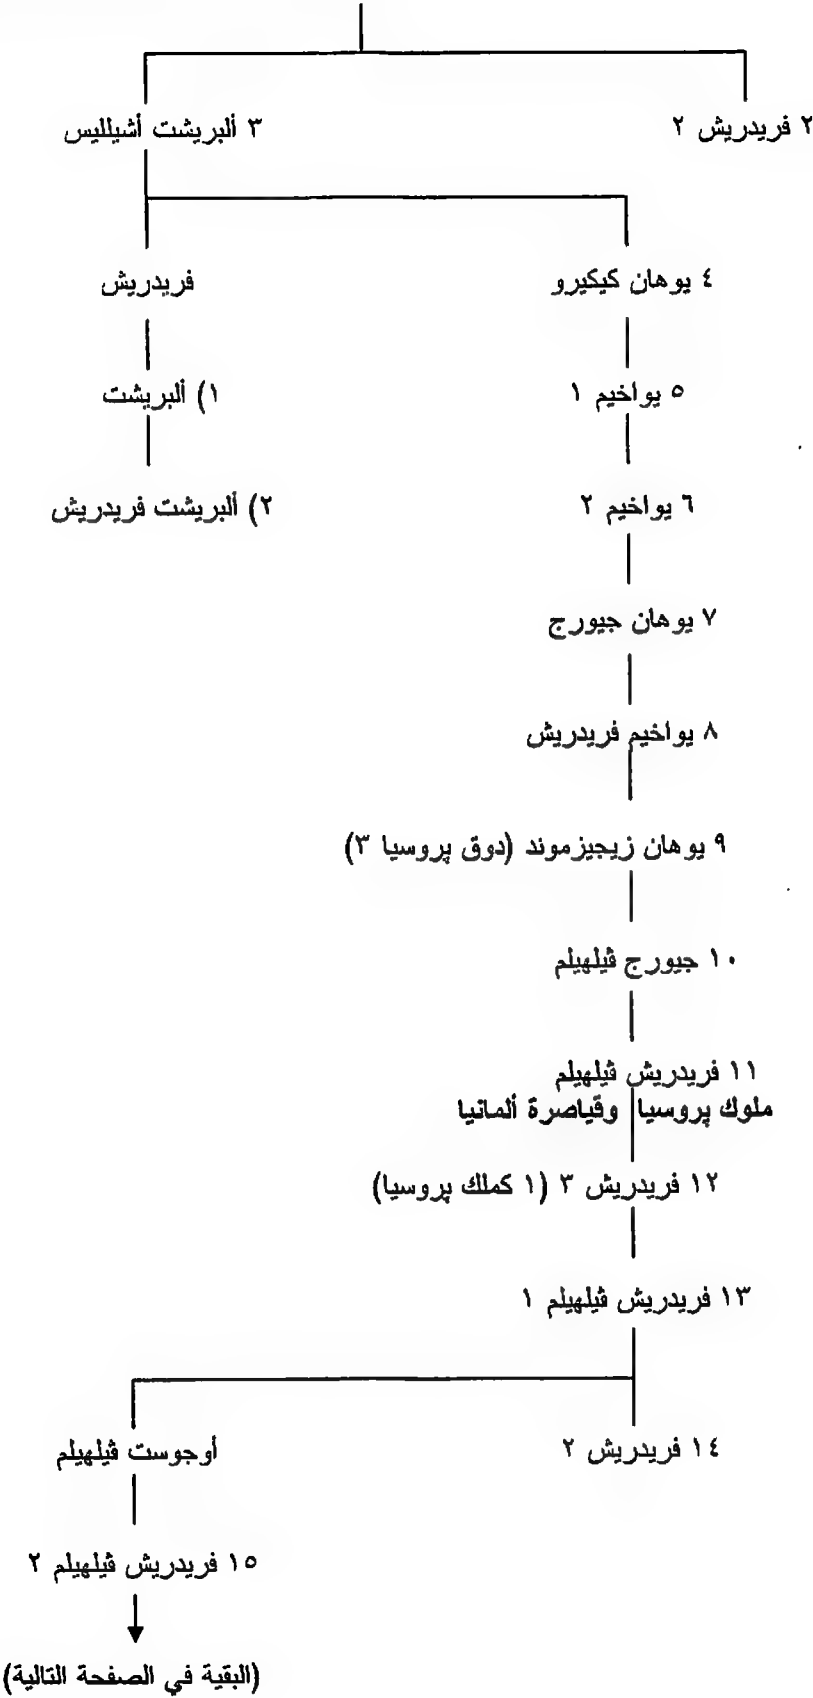 ٢ فريدريش ٢
٣ ألبريشت أشيلليس
٤ يوهان كيكيرو
فريدريش
٥ يواخيم ١
١) ألبريشت
٦ يواخيم ٢
٢) ألبريشت فريدريش
٧ يوهان جيورج
٨ يواخيم فريدريش
٩ يوهان زيجيزموند (دوق پروسيا ٣)
١٠ جيورج ڤيلهيلم
١١ فريدريش ڤيلهيلم
ملوك پروسيا وقياصرة ألمانيا
١٢ فريدريش ٣ (١ كملك پروسيا)
١٣ فريدريش ڤيلهيلم ١
١٤ فريدريش ٢
أوجوست ڤيلهيلم
١٥ فريدريش ڤيلهيلم ٢
(البقية في الصفحة التالية)